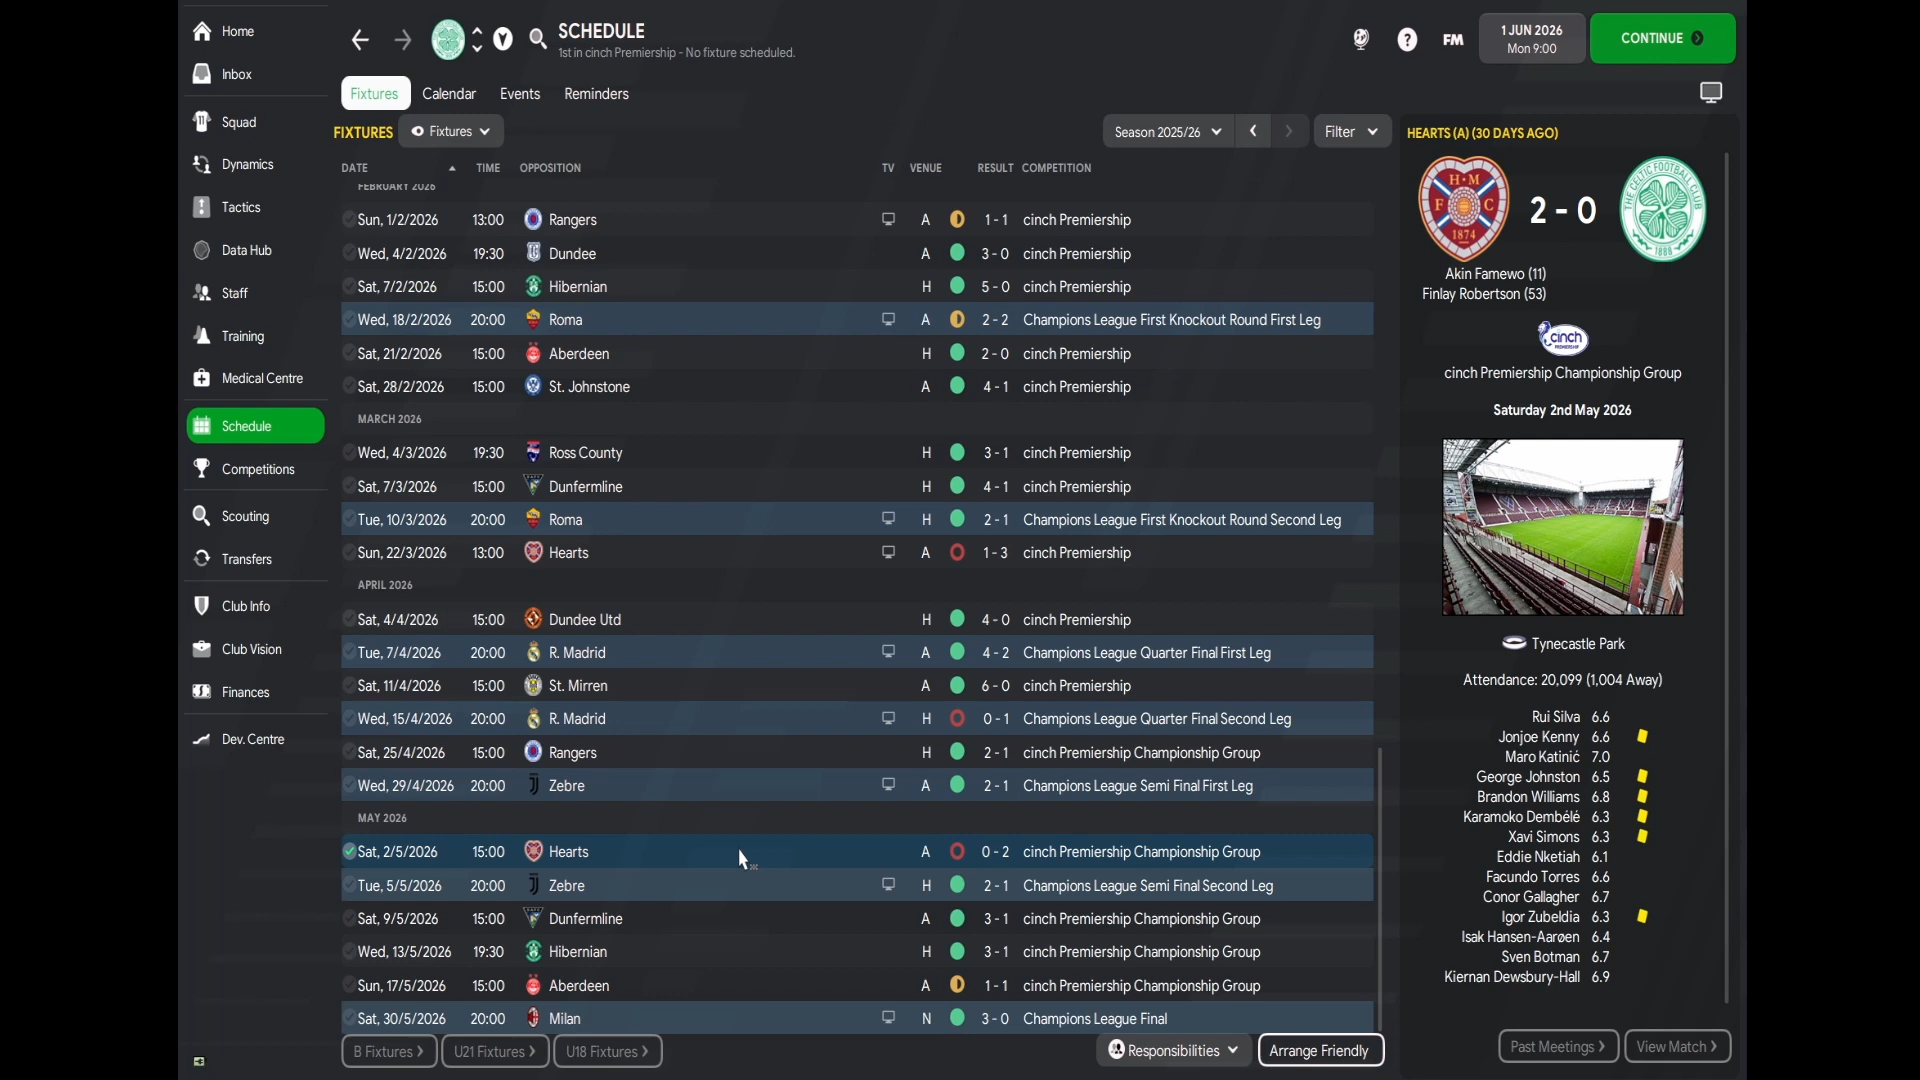 Home
Inbox
Squad
Dynamics
Tactics
Data Hub
Staff
Training
Medical Centre
Schedule
Competitions
Scouting
Transfers
Club Info
Club Vision
Finances
Dev. Centre
SCHEDULE
1st in cinch Premiership - No fixture scheduled.
FM
1 JUN 2026
Mon 9:00
CONTINUE
Fixtures Calendar Events Reminders
FIXTURES Fixtures Season 2025/26 Filter
DATE TIME OPPOSITION TV VENUE RESULT COMPETITION
FEBRUARY 2026
Sun, 1/2/2026 13:00 Rangers A 1 - 1 cinch Premiership
Wed, 4/2/2026 19:30 Dundee A 3 - 0 cinch Premiership
Sat, 7/2/2026 15:00 Hibernian H 5 - 0 cinch Premiership
Wed, 18/2/2026 20:00 Roma A 2 - 2 Champions League First Knockout Round First Leg
Sat, 21/2/2026 15:00 Aberdeen H 2 - 0 cinch Premiership
Sat, 28/2/2026 15:00 St. Johnstone A 4 - 1 cinch Premiership
MARCH 2026
Wed, 4/3/2026 19:30 Ross County H 3 - 1 cinch Premiership
Sat, 7/3/2026 15:00 Dunfermline H 4 - 1 cinch Premiership
Tue, 10/3/2026 20:00 Roma H 2 - 1 Champions League First Knockout Round Second Leg
Sun, 22/3/2026 13:00 Hearts A 1 - 3 cinch Premiership
APRIL 2026
Sat, 4/4/2026 15:00 Dundee Utd H 4 - 0 cinch Premiership
Tue, 7/4/2026 20:00 R. Madrid A 4 - 2 Champions League Quarter Final First Leg
Sat, 11/4/2026 15:00 St. Mirren A 6 - 0 cinch Premiership
Wed, 15/4/2026 20:00 R. Madrid H 0 - 1 Champions League Quarter Final Second Leg
Sat, 25/4/2026 15:00 Rangers H 2 - 1 cinch Premiership Championship Group
Wed, 29/4/2026 20:00 Zebre A 2 - 1 Champions League Semi Final First Leg
MAY 2026
Sat, 2/5/2026 15:00 Hearts A 0 - 2 cinch Premiership Championship Group
Tue, 5/5/2026 20:00 Zebre H 2 - 1 Champions League Semi Final Second Leg
Sat, 9/5/2026 15:00 Dunfermline A 3 - 1 cinch Premiership Championship Group
Wed, 13/5/2026 19:30 Hibernian H 3 - 1 cinch Premiership Championship Group
Sun, 17/5/2026 15:00 Aberdeen A 1 - 1 cinch Premiership Championship Group
Sat, 30/5/2026 20:00 Milan N 3 - 0 Champions League Final
B Fixtures U21 Fixtures U18 Fixtures Responsibilities Arrange Friendly
HEARTS (A) (30 DAYS AGO)
H M
F C
1874
2 - 0
THE CELTIC FOOTBALL CLUB
1888
Akin Famewo (11)
Finlay Robertson (53)
cinch
PREMIERSHIP
cinch Premiership Championship Group
Saturday 2nd May 2026
Tynecastle Park
Attendance: 20,099 (1,004 Away)
Rui Silva 6.6
Jonjoe Kenny 6.6
Maro Katinić 7.0
George Johnston 6.5
Brandon Williams 6.8
Karamoko Dembélé 6.3
Xavi Simons 6.3
Eddie Nketiah 6.1
Facundo Torres 6.6
Conor Gallagher 6.7
Igor Zubeldia 6.3
Isak Hansen-Aarøen 6.4
Sven Botman 6.7
Kiernan Dewsbury-Hall 6.9
Past Meetings View Match